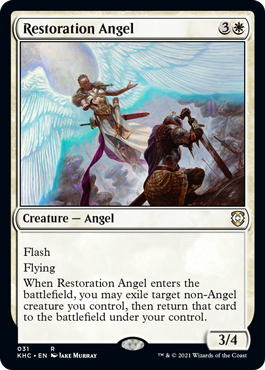 Restoration Angel 3
Creature — Angel
Flash
Flying
When Restoration Angel enters the
battlefield, you may exile target non-Angel
creature you control, then return that card
to the battlefield under your control.
3/4
031 R
KHC • EN JAKE MURRAY
™ & © 2021 Wizards of the Coast